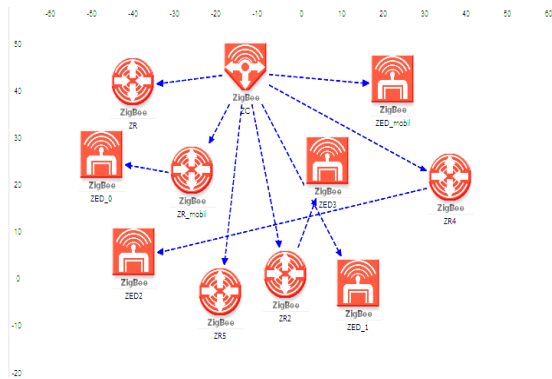 -60 -50 -40 -30 -20 -10 0 10 20 30 40 50 60
50
ZigBee
ZC
ZigBee
ZED_mobil
40
ZigBee
ZR
30
ZigBee
ZED_0
ZigBee
ZR_mobil
ZigBee
ZED3
ZigBee
ZR4
20
10
ZigBee
ZED2
0
ZigBee
ZR5
ZigBee
ZR2
ZigBee
ZED_1
-10
-20